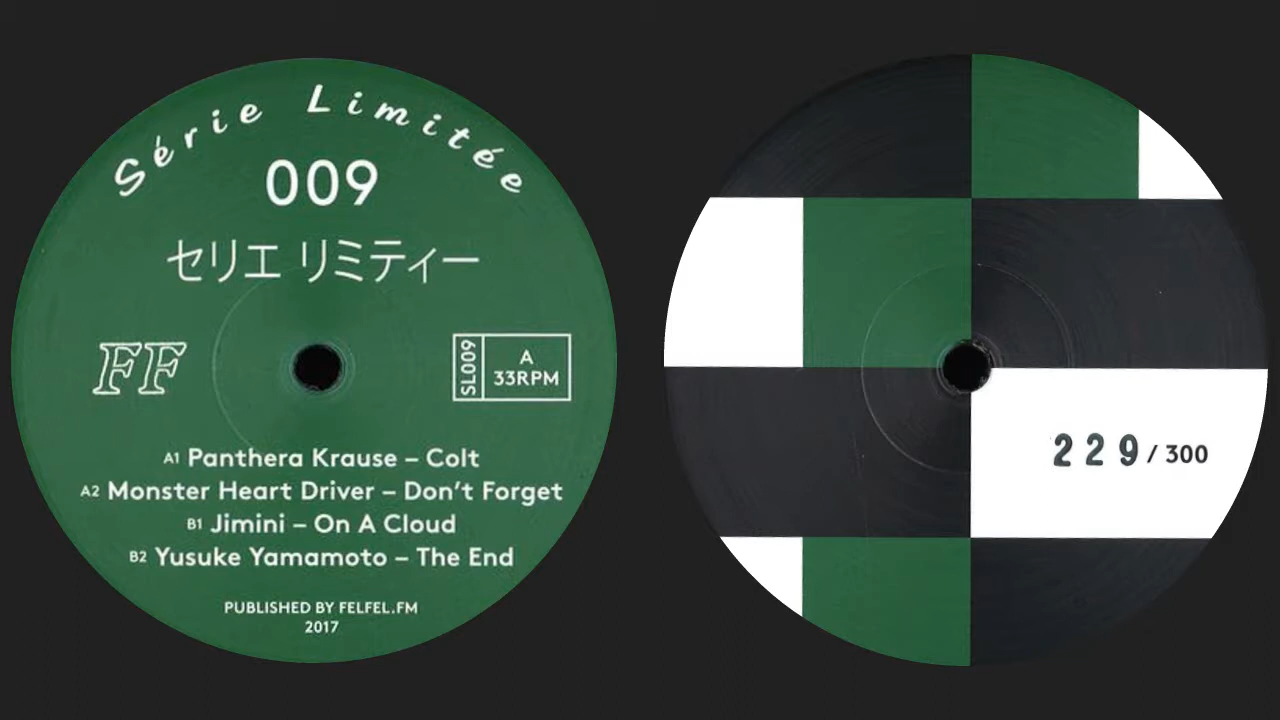 Série Limitée
009
セリエ リミティー
FF
SL009
A
33RPM
A1 Panthera Krause – Colt
A2 Monster Heart Driver – Don't Forget
B1 Jimini – On A Cloud
B2 Yusuke Yamamoto – The End
PUBLISHED BY FELFEL.FM
2017
229 / 300